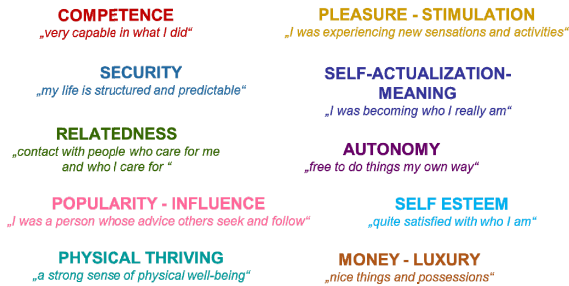 COMPETENCE
„very capable in what I did“
SECURITY
„my life is structured and predictable“
RELATEDNESS
„contact with people who care for me
and who I care for “
POPULARITY - INFLUENCE
„I was a person whose advice others seek and follow“
PHYSICAL THRIVING
„a strong sense of physical well-being“
PLEASURE - STIMULATION
„I was experiencing new sensations and activities“
SELF-ACTUALIZATION-
MEANING
„I was becoming who I really am“
AUTONOMY
„free to do things my own way“
SELF ESTEEM
„quite satisfied with who I am“
MONEY - LUXURY
„nice things and possessions“